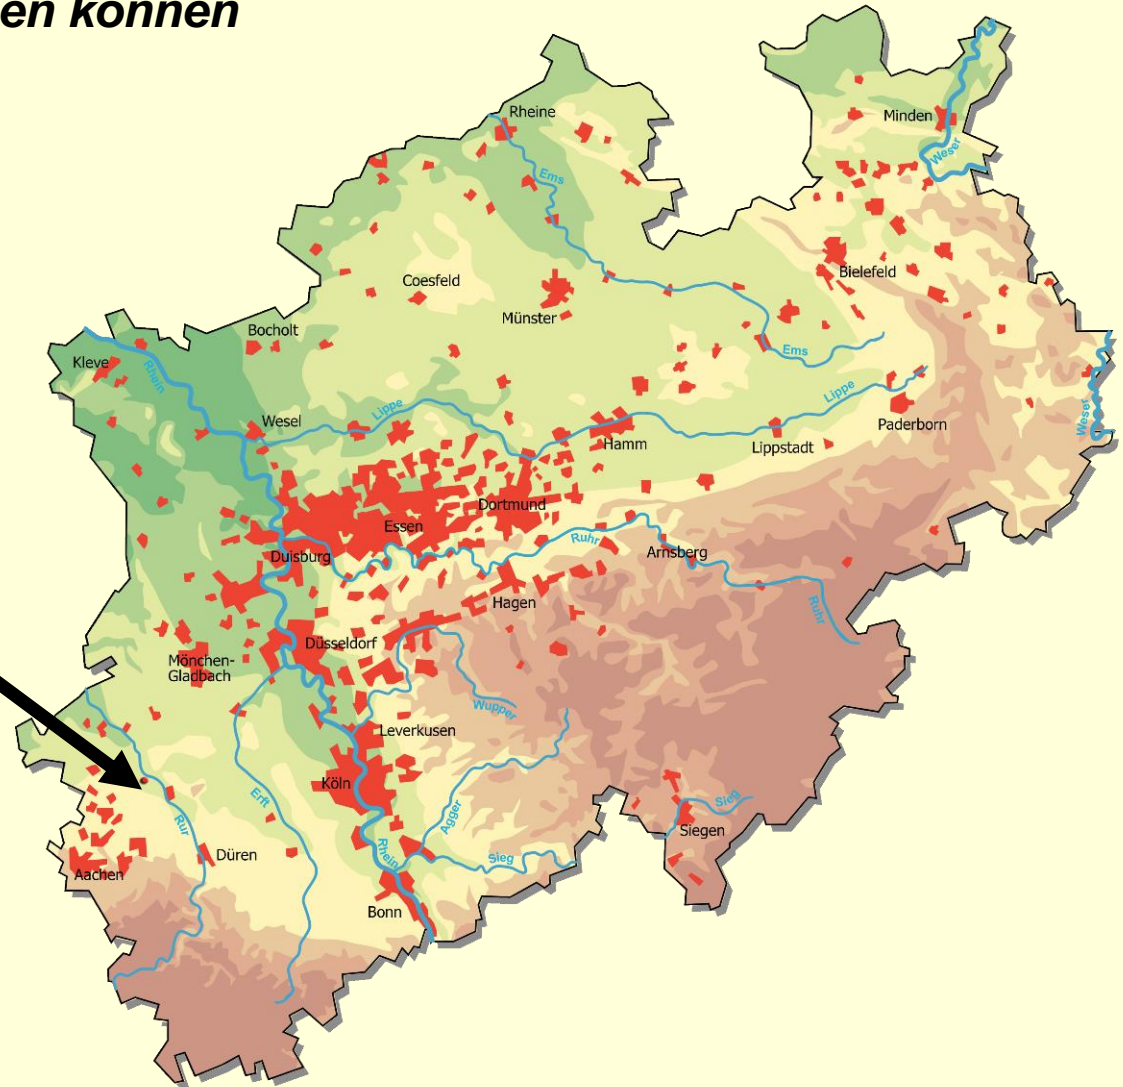 en können
Rheine
Minden
Weser
Ems
Bielefeld
Coesfeld
Münster
Bocholt
Ems
Kleve
Rhein
Weser
Lippe
Lippe
Wesel
Paderborn
Hamm
Lippstadt
Dortmund
Essen
Ruhr
Duisburg
Arnsberg
Hagen
Ruhr
Düsseldorf
Mönchen-
Gladbach
Wupper
Leverkusen
Köln
Erft
Agger
Sieg
Rur
Siegen
Düren
Rhein
Sieg
Aachen
Bonn